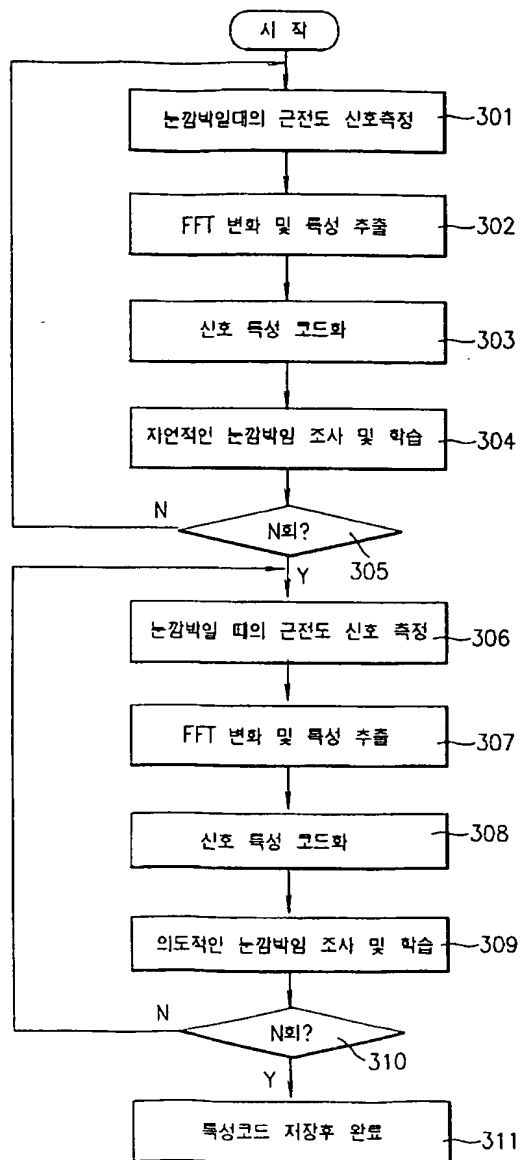 시 작
눈깜박일대의 근전도 신호측정
301
FFT 변화 및 특성 추출
302
신호 특성 코드화
303
자연적인 눈깜박임 조사 및 학습
304
N
N회?
305
Y
눈깜박일 때의 근전도 신호 측정
306
FFT 변화 및 특성 추출
307
신호 특성 코드화
308
의도적인 눈깜박임 조사 및 학습
309
N
N회?
310
Y
특성코드 저장후 완료
311